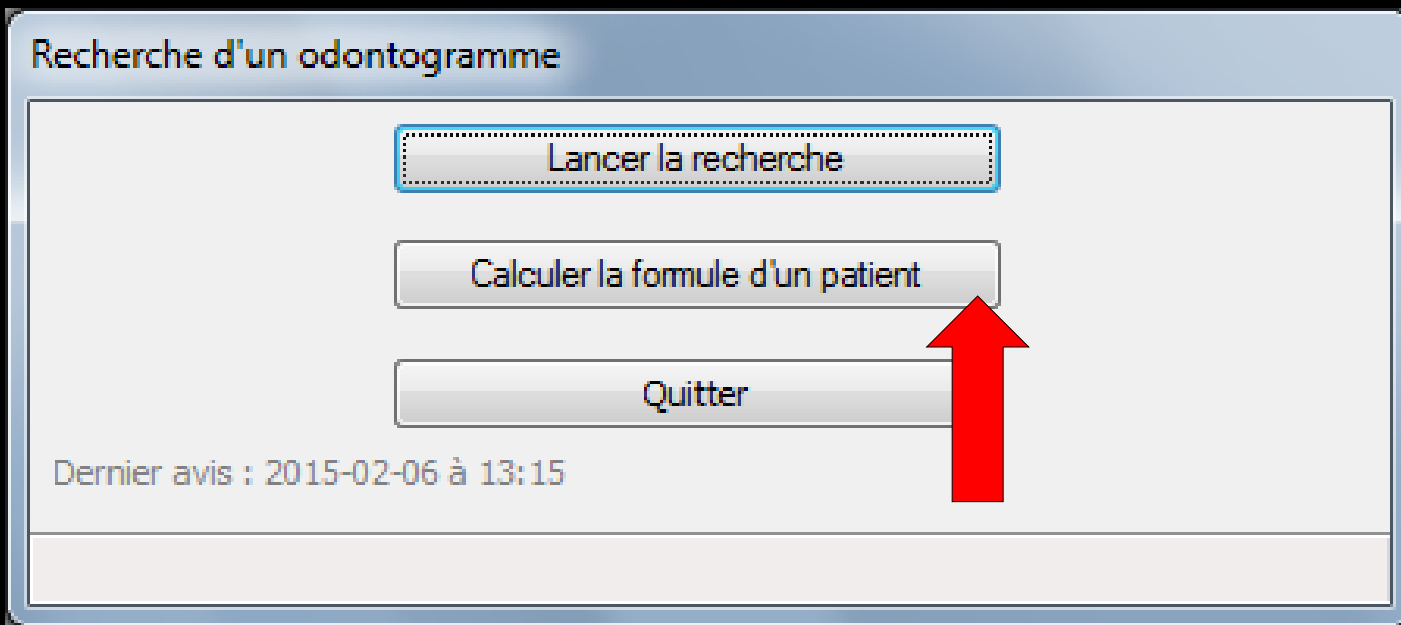 Recherche d'un odontogramme
Lancer la recherche
Calculer la formule d'un patient
Quitter
Dernier avis : 2015-02-06 à 13:15